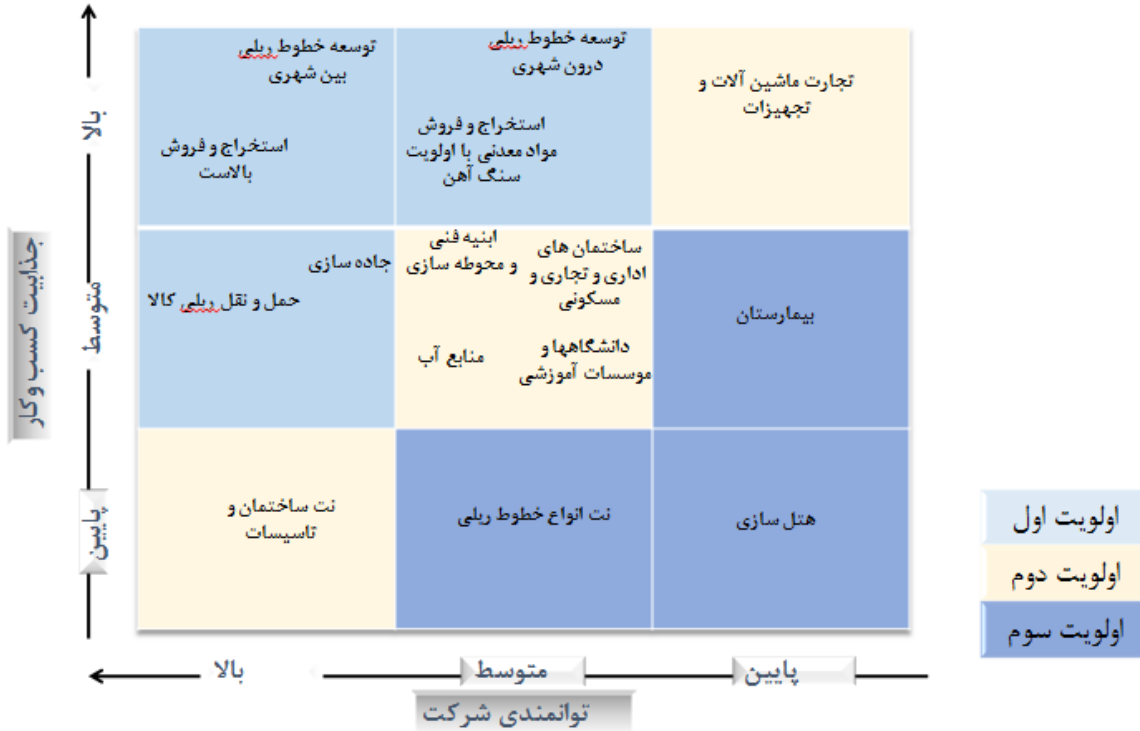 توسعه خطوط ریلی
درون شهری
استخراج و فروش
مواد معدنی با اولویت
سنگ آهن
توسعه خطوط ریلی
بین شهری
استخراج و فروش
بالاست
تجارت ماشین آلات و
تجهیزات
بالا
ساختمان های
اداری و تجاری و
مسکونی
ابنیه فنی
و محوطه سازی
دانشگاهها و
موسسات آموزشی
منابع آب
جاده سازی
حمل و نقل ریلی کالا
بیمارستان
متوسط
جذابیت کسب وکار
هتل سازی
نت انواع خطوط ریلی
نت ساختمان و
تاسیسات
پایین
اولویت اول
اولویت دوم
اولویت سوم
پایین
متوسط
بالا
توانمندی شرکت